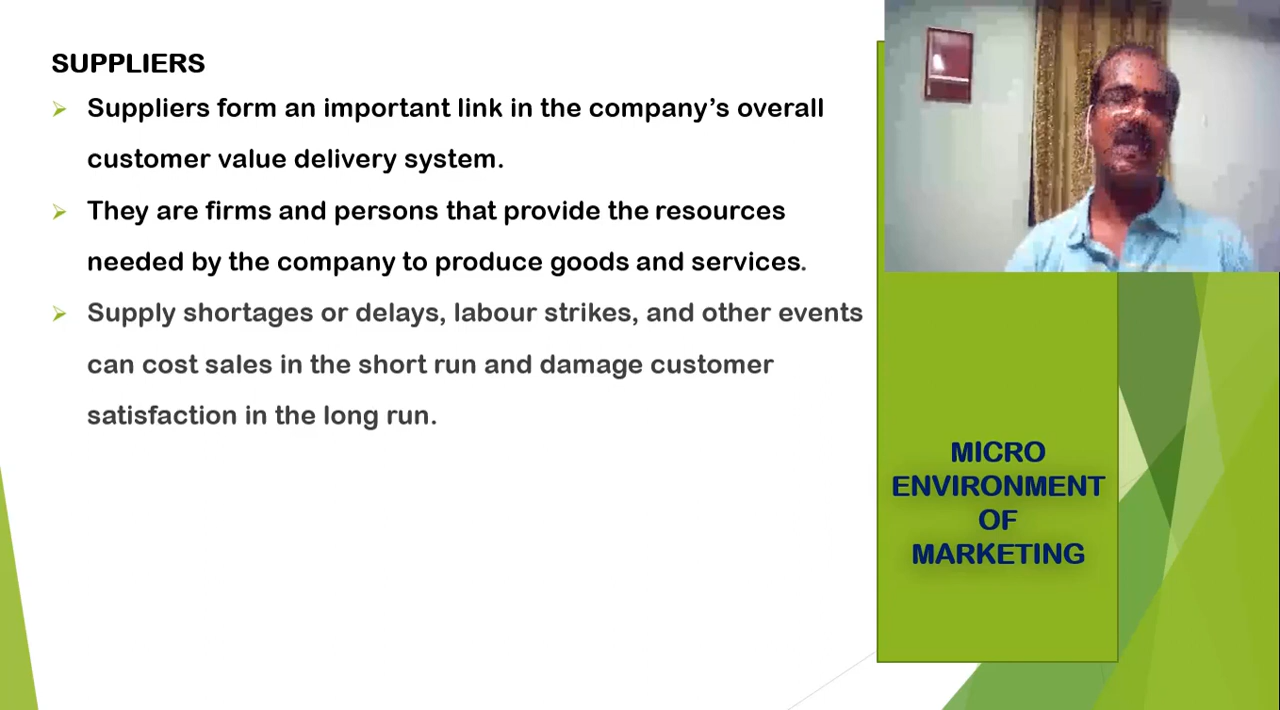 SUPPLIERS
Suppliers form an important link in the company’s overall
customer value delivery system.
They are firms and persons that provide the resources
needed by the company to produce goods and services.
Supply shortages or delays, labour strikes, and other events
can cost sales in the short run and damage customer
satisfaction in the long run.
MICRO
ENVIRONMENT
OF
MARKETING